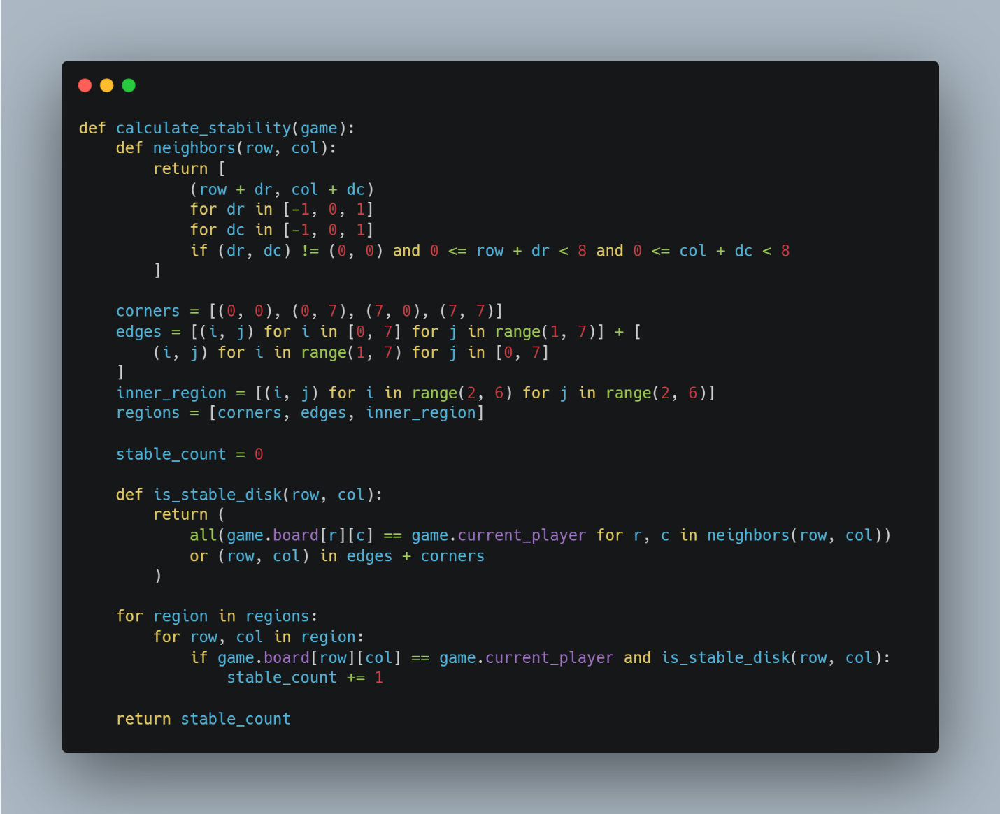 def calculate_stability(game):
    def neighbors(row, col):
        return [
            (row + dr, col + dc)
            for dr in [-1, 0, 1]
            for dc in [-1, 0, 1]
            if (dr, dc) != (0, 0) and 0 <= row + dr < 8 and 0 <= col + dc < 8
        ]

    corners = [(0, 0), (0, 7), (7, 0), (7, 7)]
    edges = [(i, j) for i in [0, 7] for j in range(1, 7)] + [
        (i, j) for i in range(1, 7) for j in [0, 7]
    ]
    inner_region = [(i, j) for i in range(2, 6) for j in range(2, 6)]
    regions = [corners, edges, inner_region]

    stable_count = 0

    def is_stable_disk(row, col):
        return (
            all(game.board[r][c] == game.current_player for r, c in neighbors(row, col))
            or (row, col) in edges + corners
        )

    for region in regions:
        for row, col in region:
            if game.board[row][col] == game.current_player and is_stable_disk(row, col):
                stable_count += 1

    return stable_count